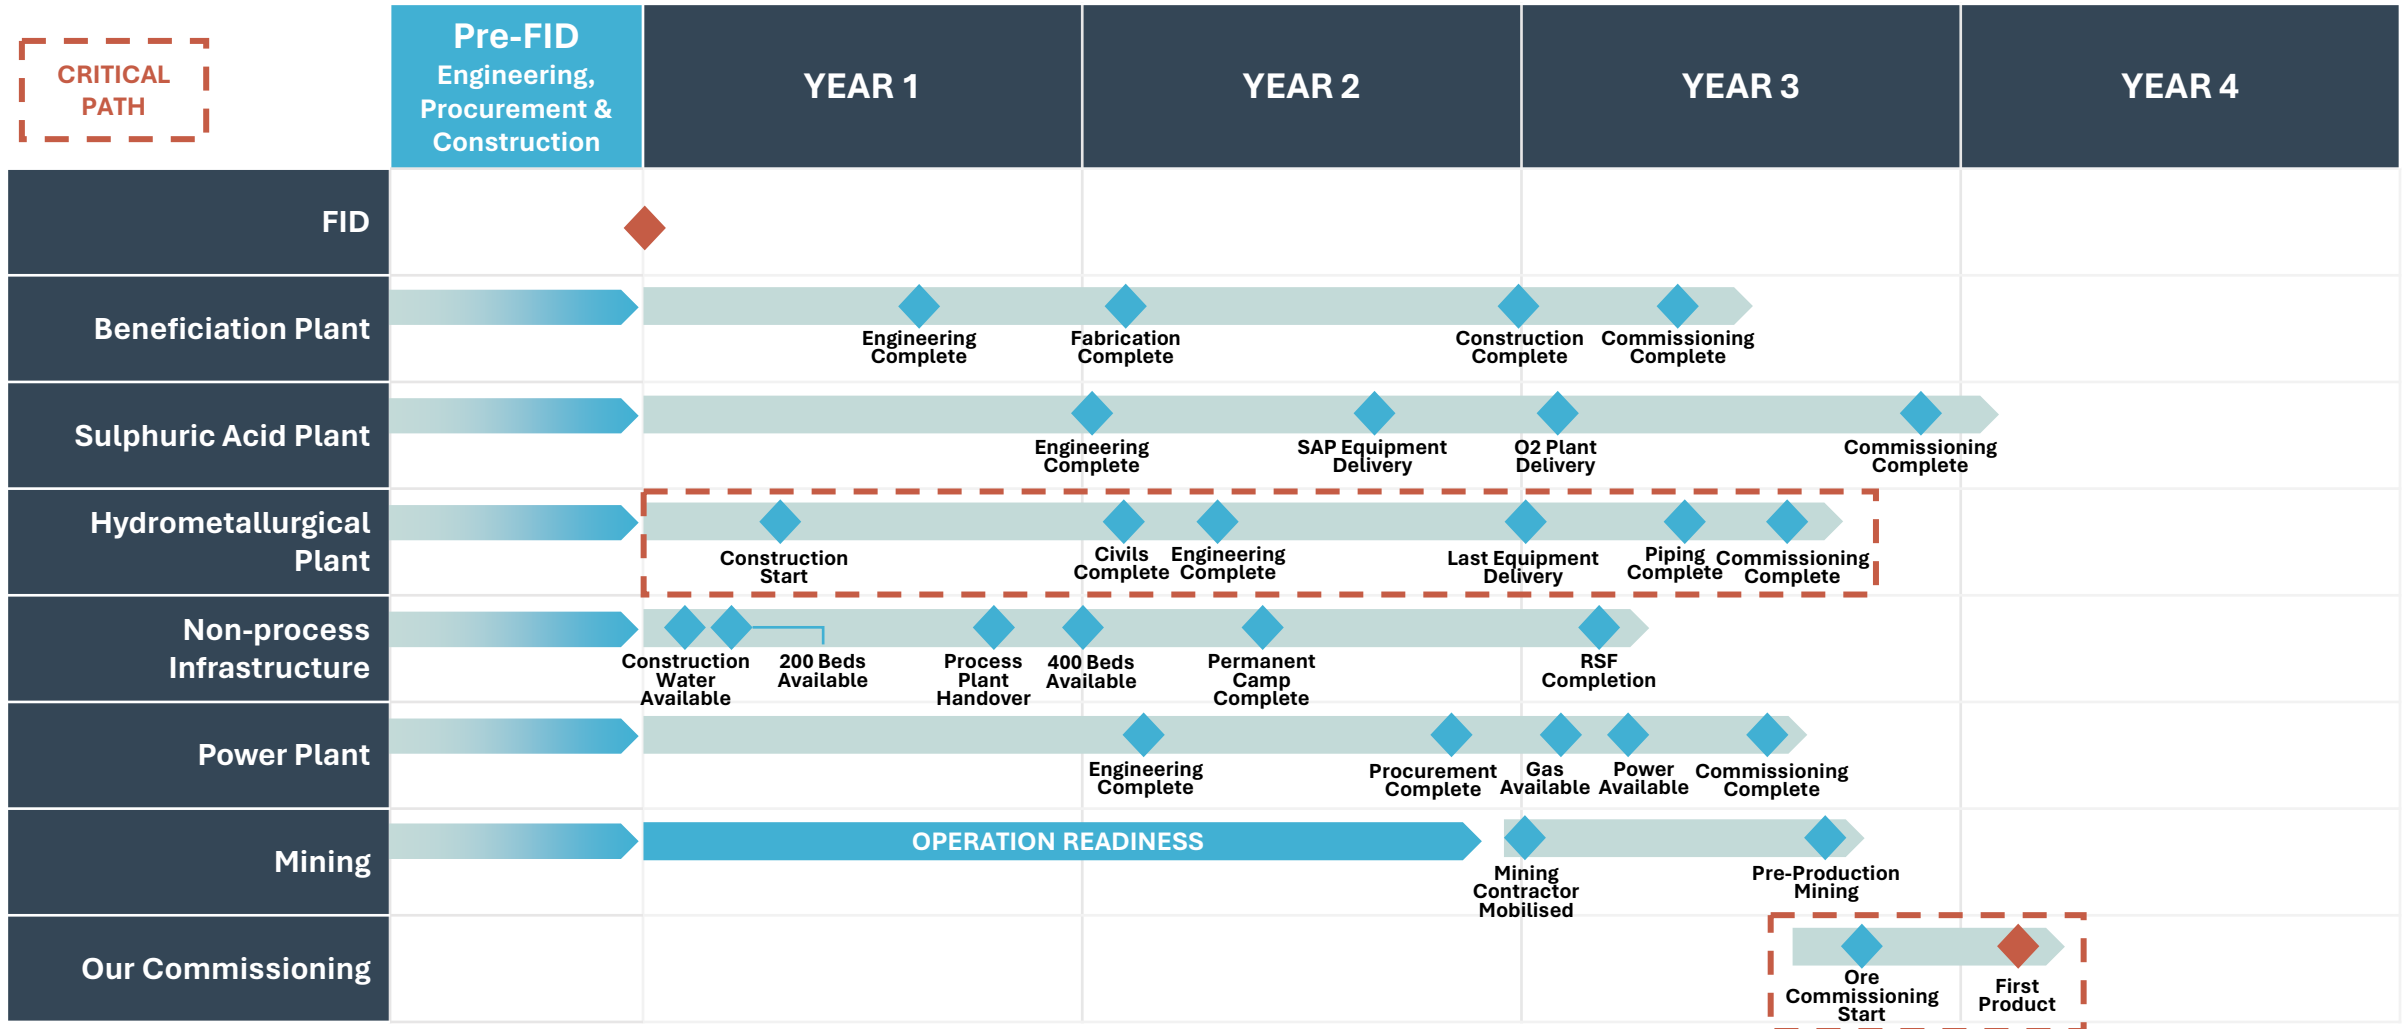 CRITICAL
PATH
Pre-FID
Engineering,
Procurement &
Construction
YEAR 1
YEAR 2
YEAR 3
YEAR 4
FID
Beneficiation Plant
Engineering
Complete
Fabrication
Complete
Construction
Complete
Commissioning
Complete
Sulphuric Acid Plant
Engineering
Complete
SAP Equipment
Delivery
O2 Plant
Delivery
Commissioning
Complete
Hydrometallurgical
Plant
Construction
Start
Civils
Complete
Engineering
Complete
Last Equipment
Delivery
Piping
Complete
Commissioning
Complete
Non-process
Infrastructure
Construction
Water
Available
200 Beds
Available
Process
Plant
Handover
400 Beds
Available
Permanent
Camp
Complete
RSF
Completion
Power Plant
Engineering
Complete
Procurement
Complete
Gas
Available
Power
Available
Commissioning
Complete
Mining
OPERATION READINESS
Mining
Contractor
Mobilised
Pre-Production
Mining
Our Commissioning
Ore
Commissioning
Start
First
Product